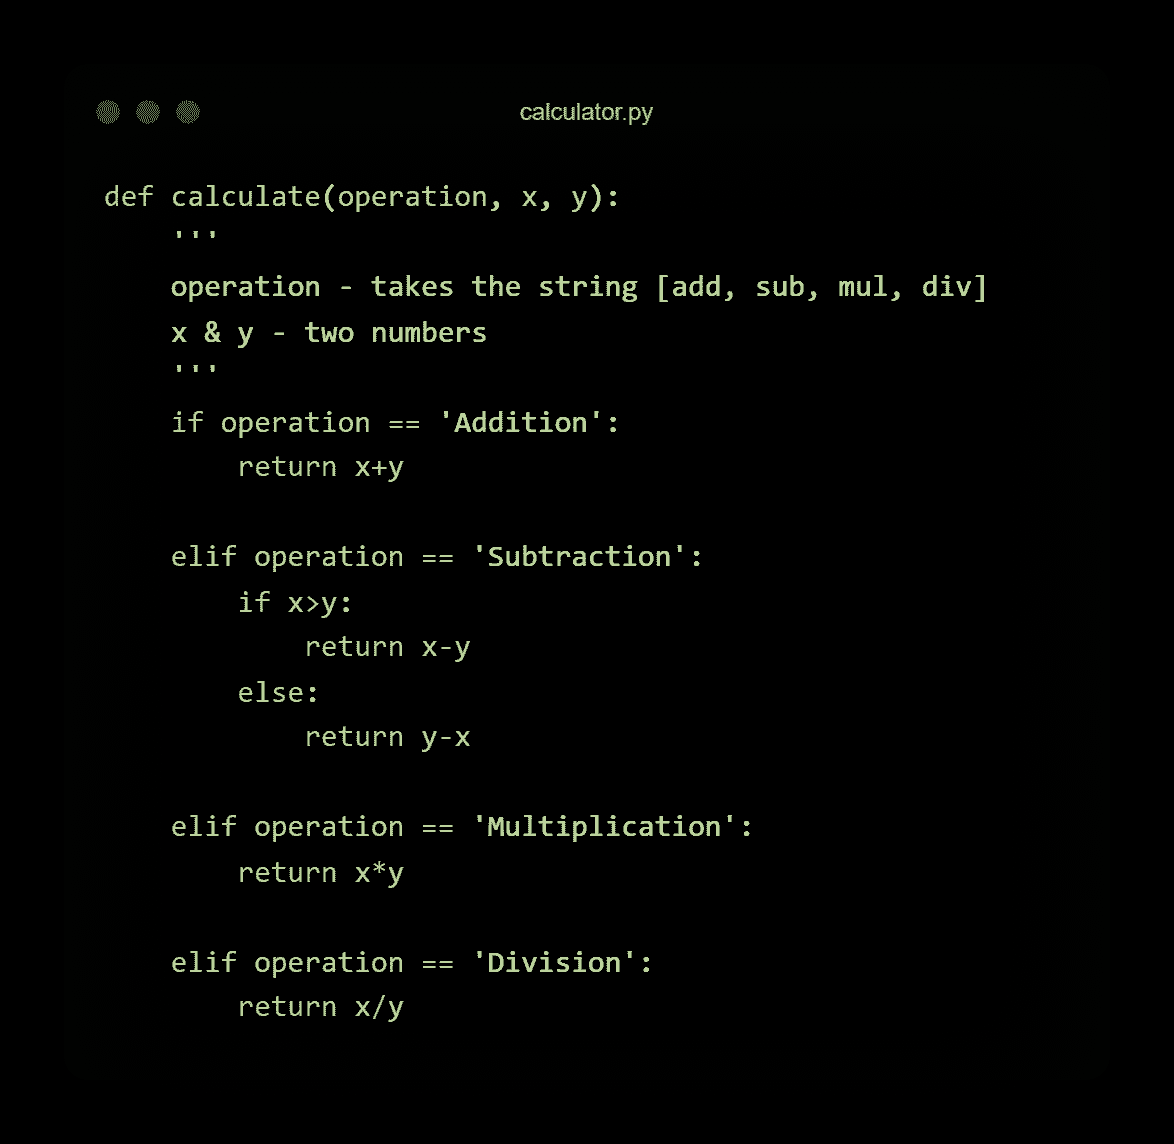 calculator.py
def calculate(operation, x, y):
    '''
    operation - takes the string [add, sub, mul, div]
    x & y - two numbers
    '''
    if operation == 'Addition':
        return x+y
    elif operation == 'Subtraction':
        if x>y:
            return x-y
        else:
            return y-x
    elif operation == 'Multiplication':
        return x*y
    elif operation == 'Division':
        return x/y